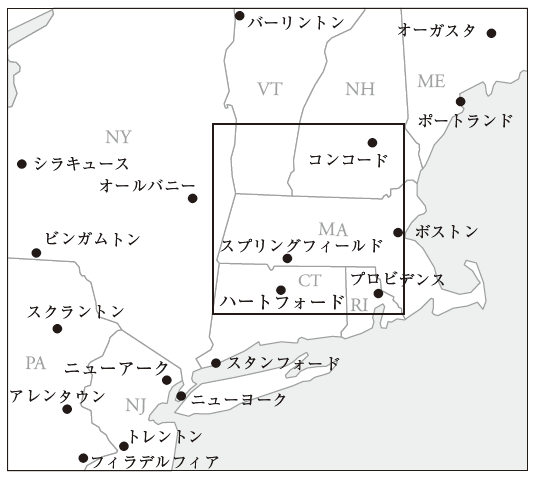 バーリントン
オーガスタ
VT
NH
ME
ポートランド
NY
シラキュース
コンコード
オールバニー
MA
ボストン
ビンガムトン
スプリングフィールド
プロビデンス
CT
ハートフォード
RI
スクラントン
PA
ニューアーク
スタンフォード
アレンタウン
NJ
ニューヨーク
トレントン
フィラデルフィア